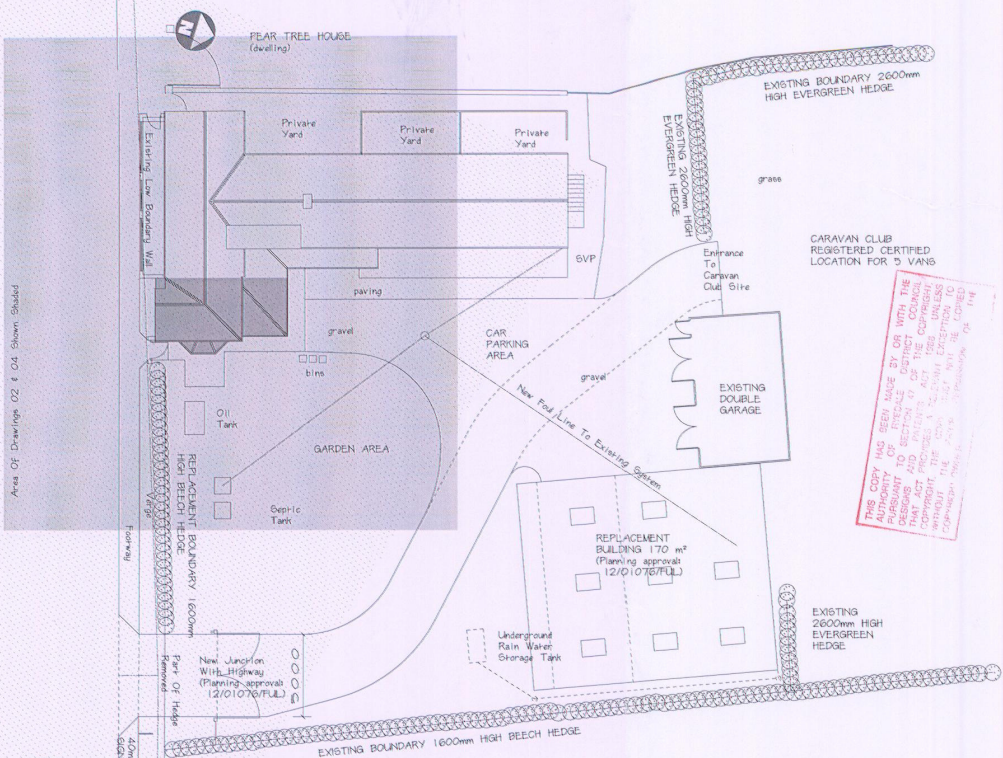 N
PEAR TREE HOUSE
(dwelling)
EXISTING BOUNDARY 2600mm
HIGH EVERGREEN HEDGE
Private
Yard
Private
Yard
Private
Yard
Existing Low Boundary Wall
EXISTING 2600mm HIGH
EVERGREEN HEDGE
grass
CARAVAN CLUB
REGISTERED CERTIFIED
LOCATION FOR 5 VANS
Entrance
To
Caravan
Club Site
SVP
paving
gravel
bins
CAR
PARKING
AREA
gravel
EXISTING
DOUBLE
GARAGE
THIS COPY HAS BEEN MADE BY OR WITH THE
AUTHORITY OF RYEDALE DISTRICT COUNCIL
PURSUANT TO SECTION 47 OF THE COPYRIGHT,
DESIGNS AND PATENTS ACT 1988. UNLESS
THAT ACT PROVIDES A RELEVANT EXCEPTION TO
COPYRIGHT, THE COPY MUST NOT BE COPIED
WITHOUT THE PRIOR PERMISSION OF THE
COPYRIGHT
Area Of Drawings 02 & 04 Shown Shaded
Oil
Tank
GARDEN AREA
New Foul Line To Existing System
Septic
Tank
REPLACEMENT BOUNDARY 1600mm
HIGH BEECH HEDGE
Verge
Footway
REPLACEMENT
BUILDING 170 m²
(Planning approval:
12/01076/FUL)
Underground
Rain Water
Storage Tank
EXISTING
2600mm HIGH
EVERGREEN
HEDGE
Part Of Hedge
Removed
New Junction
With Highway
(Planning approval:
12/01076/FUL)
EXISTING BOUNDARY 1600mm HIGH BEECH HEDGE